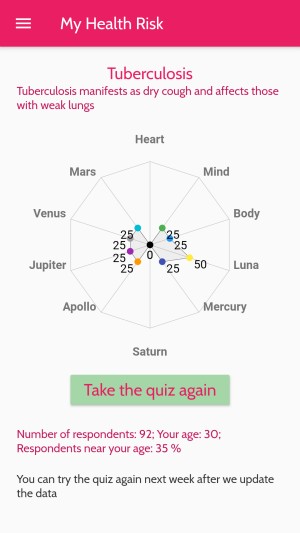 My Health Risk
Tuberculosis
Tuberculosis manifests as dry cough and affects those
with weak lungs
Heart
Mars
Mind
Venus
Body
25
25
25
25
0
Jupiter
25
50
Luna
25
25
Apollo
Mercury
Saturn
Take the quiz again
Number of respondents: 92; Your age: 30;
Respondents near your age: 35 %
You can try the quiz again next week after we update
the data